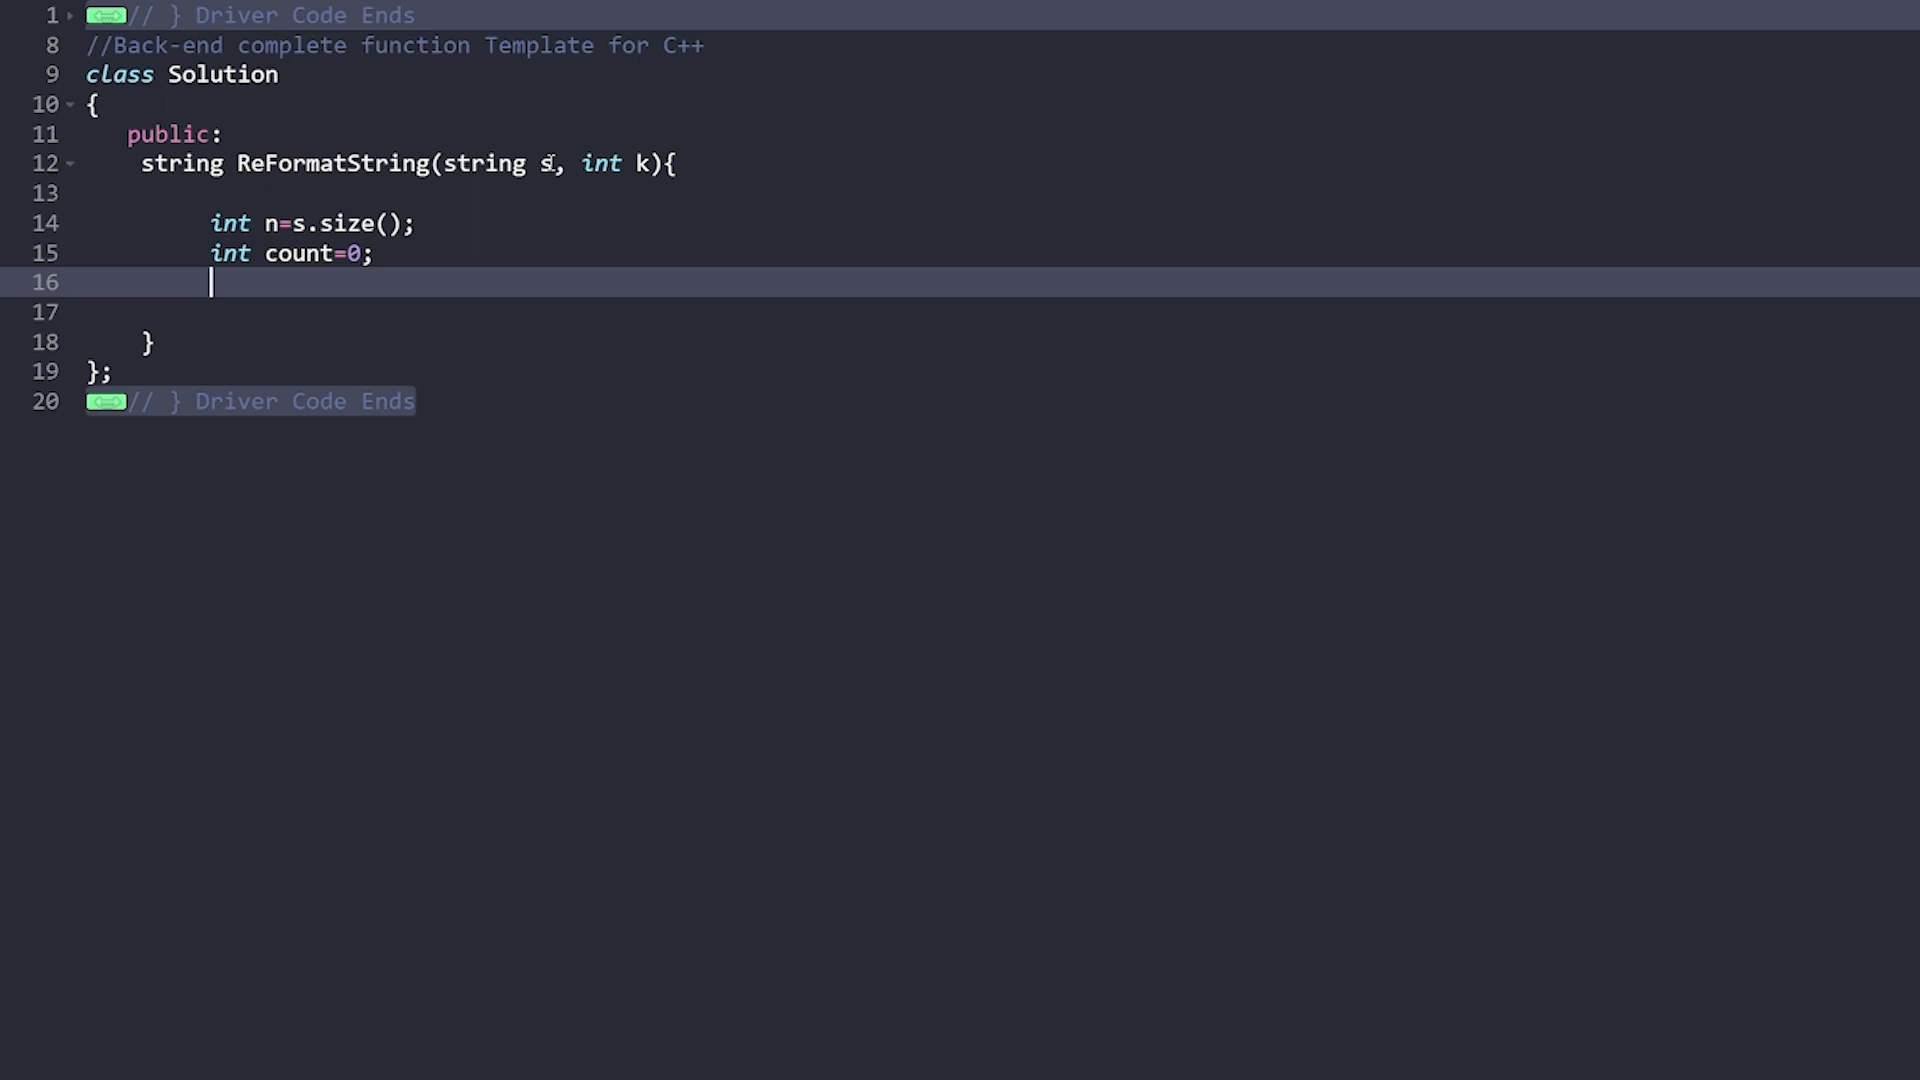 1 // } Driver Code Ends
8 //Back-end complete function Template for C++
9 class Solution
10 {
11 public:
12 string ReFormatString(string s, int k){
13
14 int n=s.size();
15 int count=0;
16
17
18 }
19 };
20 // } Driver Code Ends